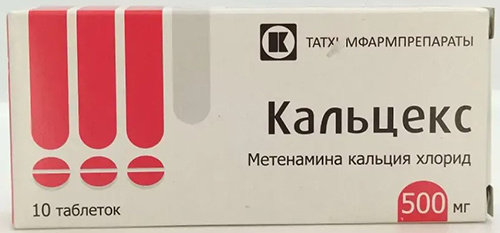 ТАТХИМФАРМПРЕПАРАТЫ
Кальцекс
Метенамина кальция хлорид
10 таблеток
500 мг